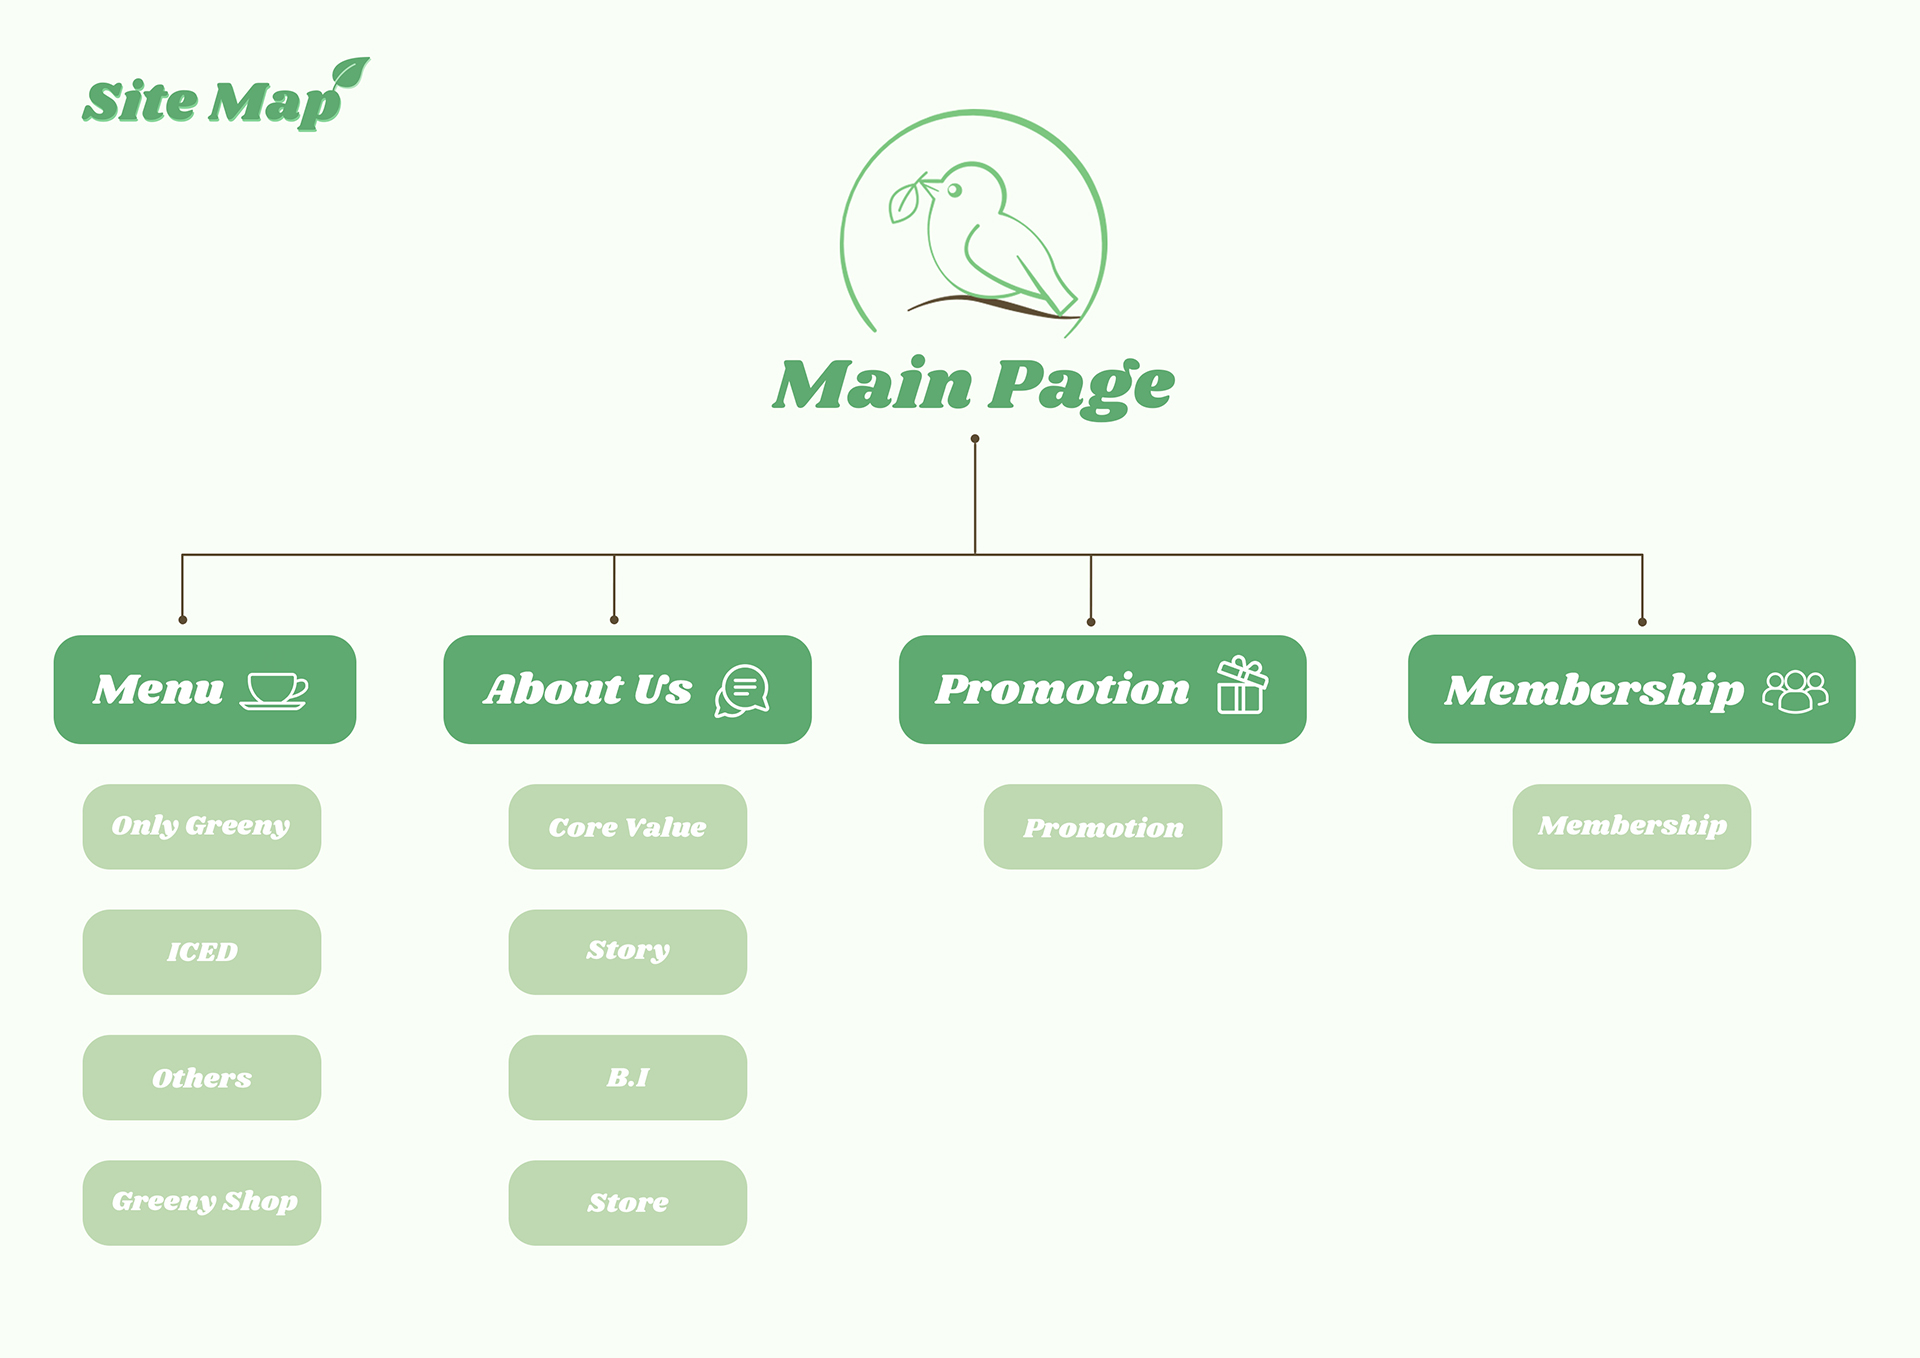 Site Map
Main Page
Menu
About Us
Promotion
Membership
Only Greeny
Core Value
Promotion
Membership
ICED
Story
Others
B.I
Greeny Shop
Store